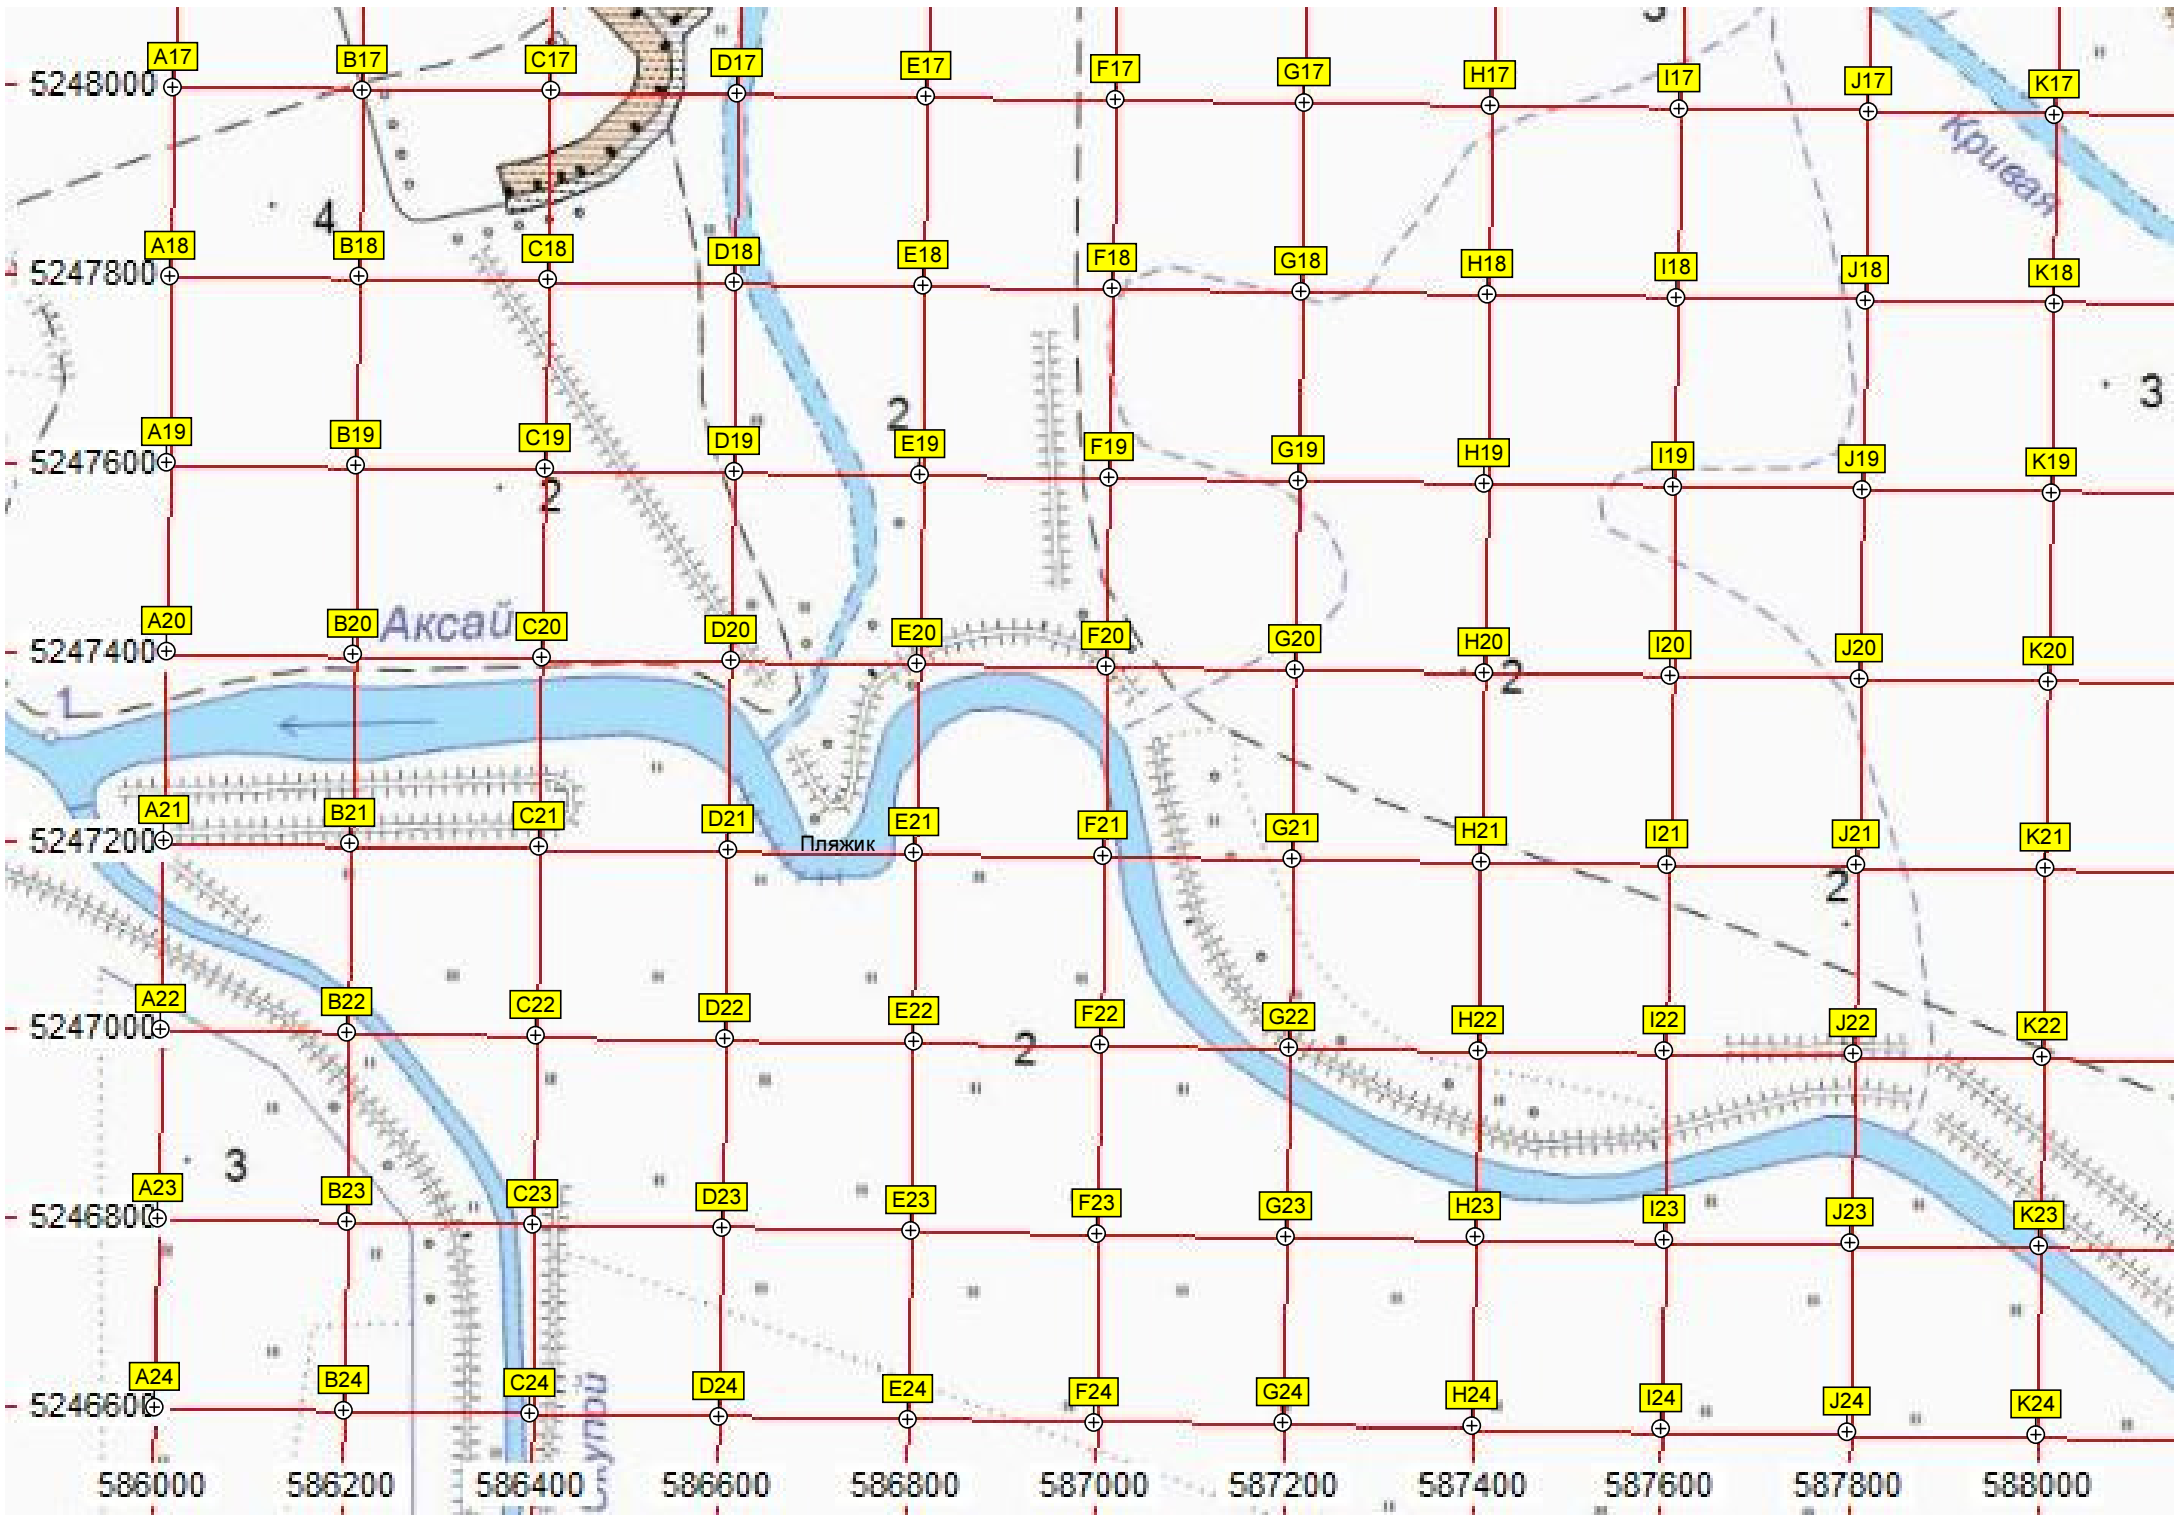 A17 B17 C17 D17 E17 F17 G17 H17 I17 J17 K17
5248000
Кривая
4
A18 B18 C18 D18 E18 F18 G18 H18 I18 J18 K18
5247800
2
3
A19 B19 C19 D19 E19 F19 G19 H19 I19 J19 K19
5247600
2
Аксай
A20 B20 C20 D20 E20 F20 G20 H20 I20 J20 K20
5247400
2
A21 B21 C21 D21 E21 F21 G21 H21 I21 J21 K21
5247200
Пляжик
2
A22 B22 C22 D22 E22 F22 G22 H22 I22 J22 K22
5247000
2
3
A23 B23 C23 D23 E23 F23 G23 H23 I23 J23 K23
5246800
A24 B24 C24 D24 E24 F24 G24 H24 I24 J24 K24
5246600
586000 586200 586400 586600 586800 587000 587200 587400 587600 587800 588000